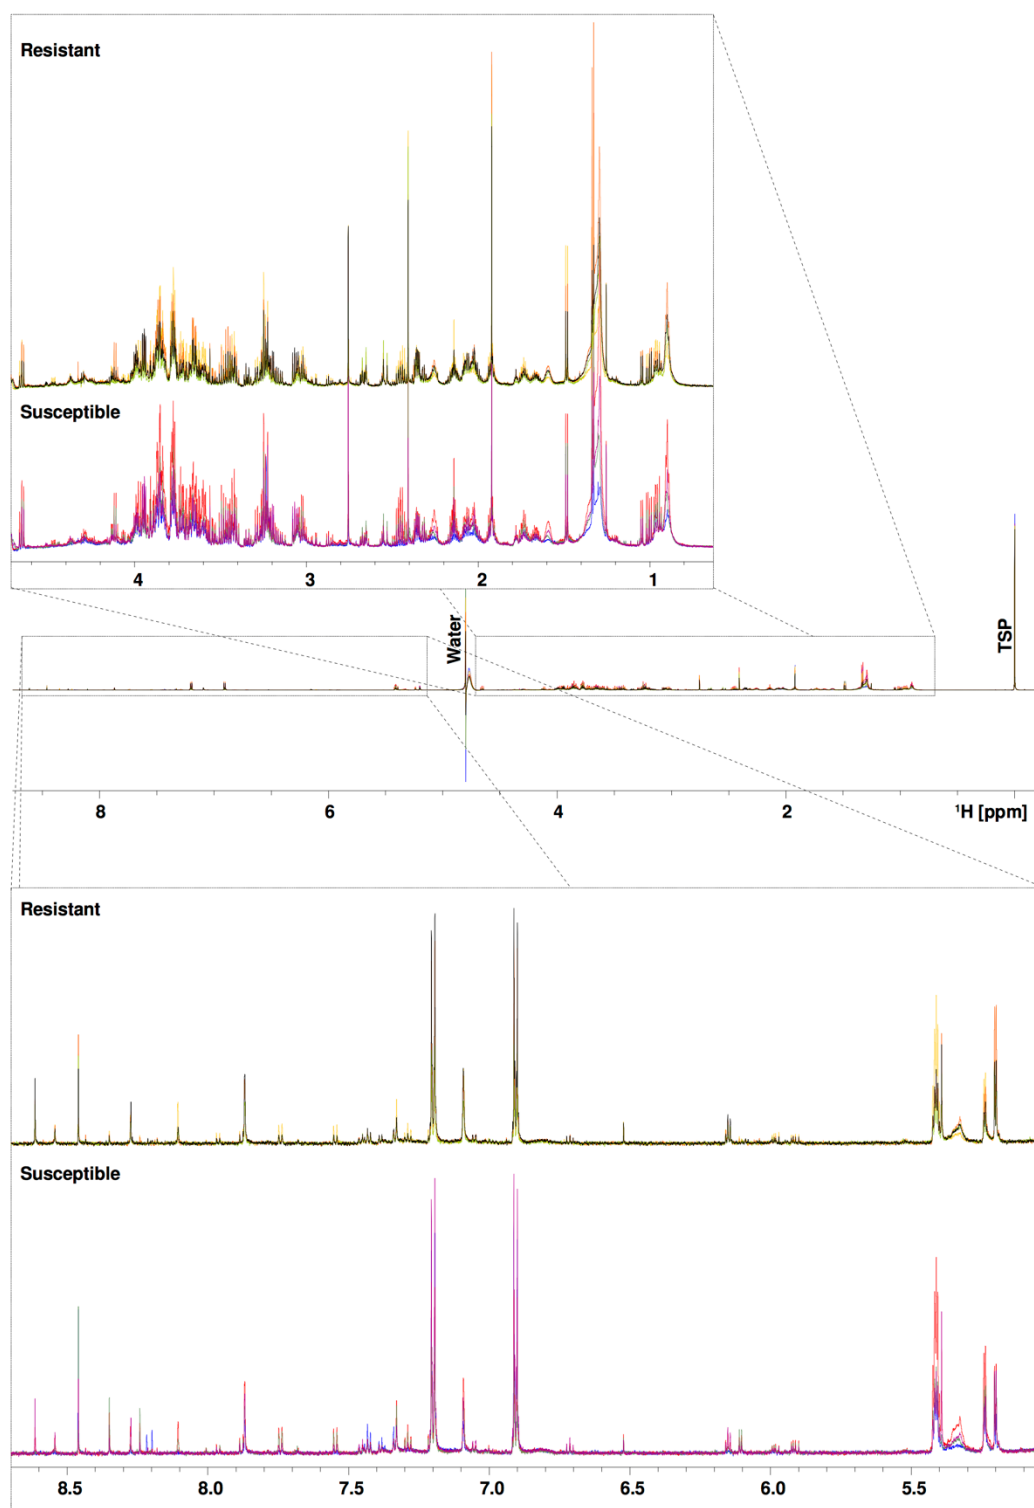 Resistant
Susceptible
4 3 2 1
Water
TSP
8 6 4 2 ¹H [ppm]
Resistant
Susceptible
8.5 8.0 7.5 7.0 6.5 6.0 5.5